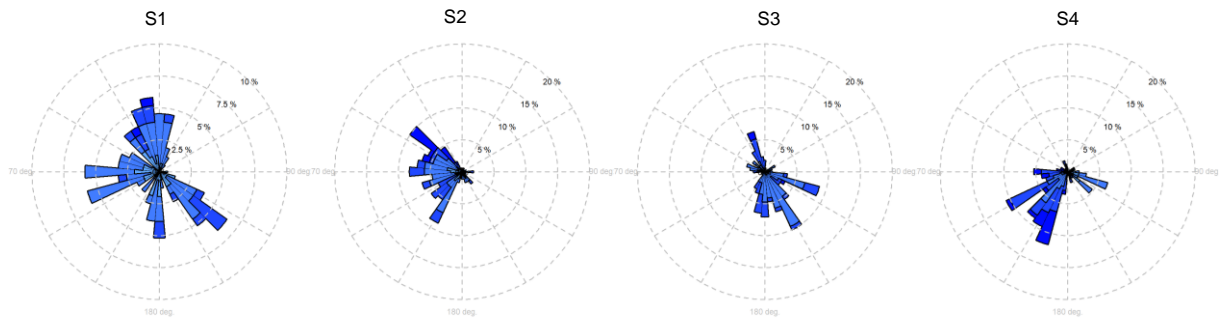 S1 S2 S3 S4
10 % 20 % 20 % 20 %
7.5 % 15 % 15 % 15 %
5 % 10 % 10 % 10 %
2.5 % 5 % 5 % 5 %
70 deg. 90 deg. 70 deg. 90 deg. 70 deg. 90 deg. 70 deg. 90 deg.
180 deg. 180 deg. 180 deg. 180 deg.